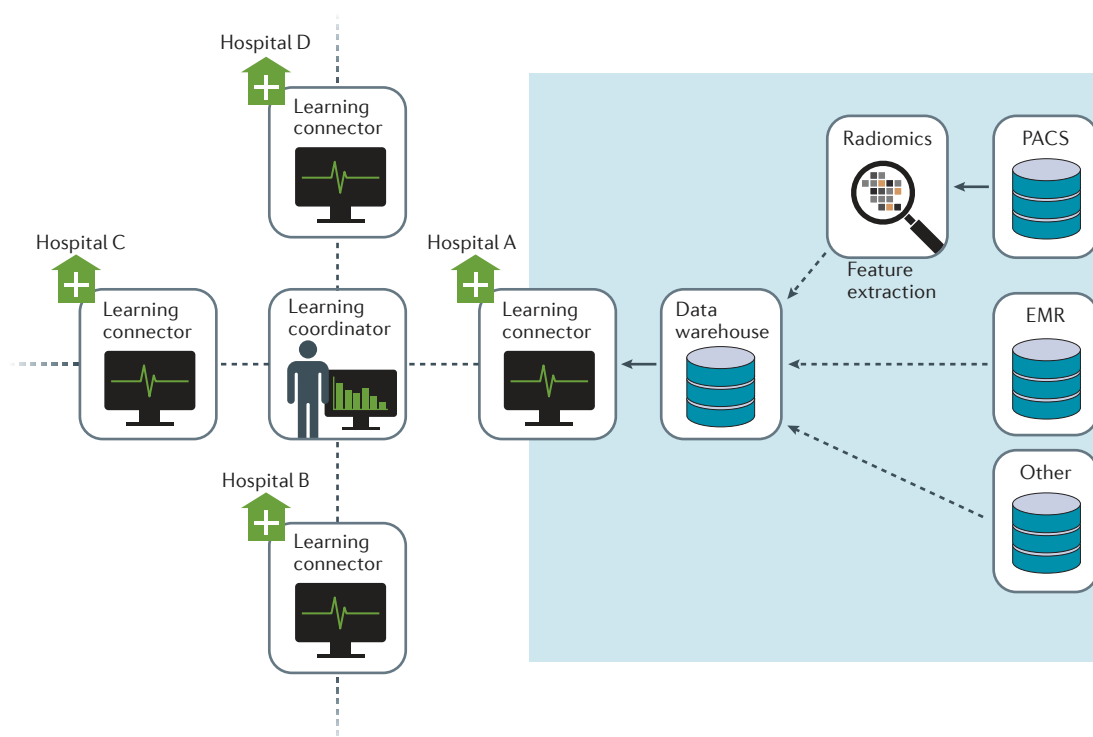 Hospital D
Learning
connector
Radiomics
PACS
Hospital C
Hospital A
Feature
extraction
Learning
connector
Learning
coordinator
Learning
connector
Data
warehouse
EMR
Other
Hospital B
Learning
connector